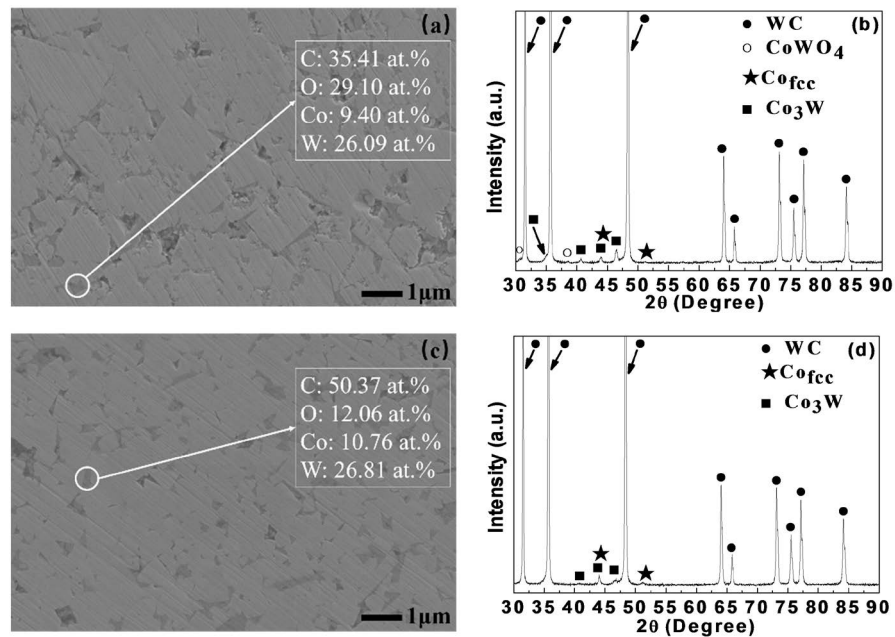 (a)
C: 35.41 at.%
O: 29.10 at.%
Co: 9.40 at.%
W: 26.09 at.%
1μm
(b)
WC
CoWO4
Cofcc
Co3W
Intensity (a.u.)
30 35 40 45 50 55 60 65 70 75 80 85 90
2θ (Degree)
(c)
C: 50.37 at.%
O: 12.06 at.%
Co: 10.76 at.%
W: 26.81 at.%
1μm
(d)
WC
Cofcc
Co3W
Intensity (a.u.)
30 35 40 45 50 55 60 65 70 75 80 85 90
2θ (Degree)